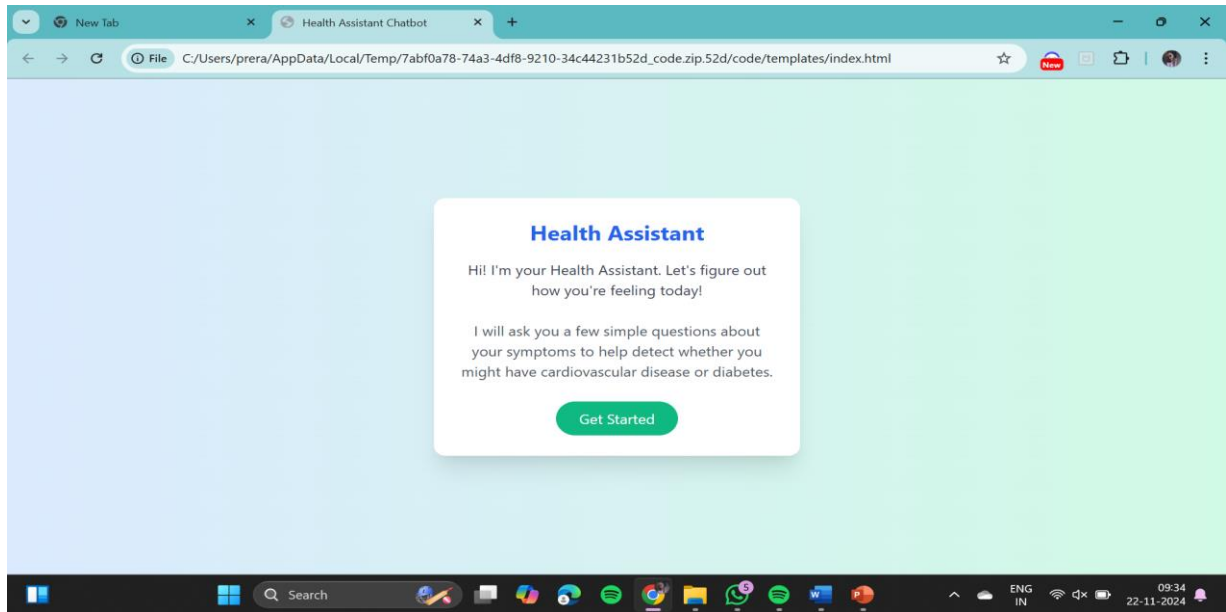 New Tab
Health Assistant Chatbot
File C:/Users/prera/AppData/Local/Temp/7abf0a78-74a3-4df8-9210-34c44231b52d_code.zip.52d/code/templates/index.html
New
Health Assistant
Hi! I'm your Health Assistant. Let's figure out
how you're feeling today!
I will ask you a few simple questions about
your symptoms to help detect whether you
might have cardiovascular disease or diabetes.
Get Started
Search
5
W
P
ENG
IN
09:34
22-11-2024